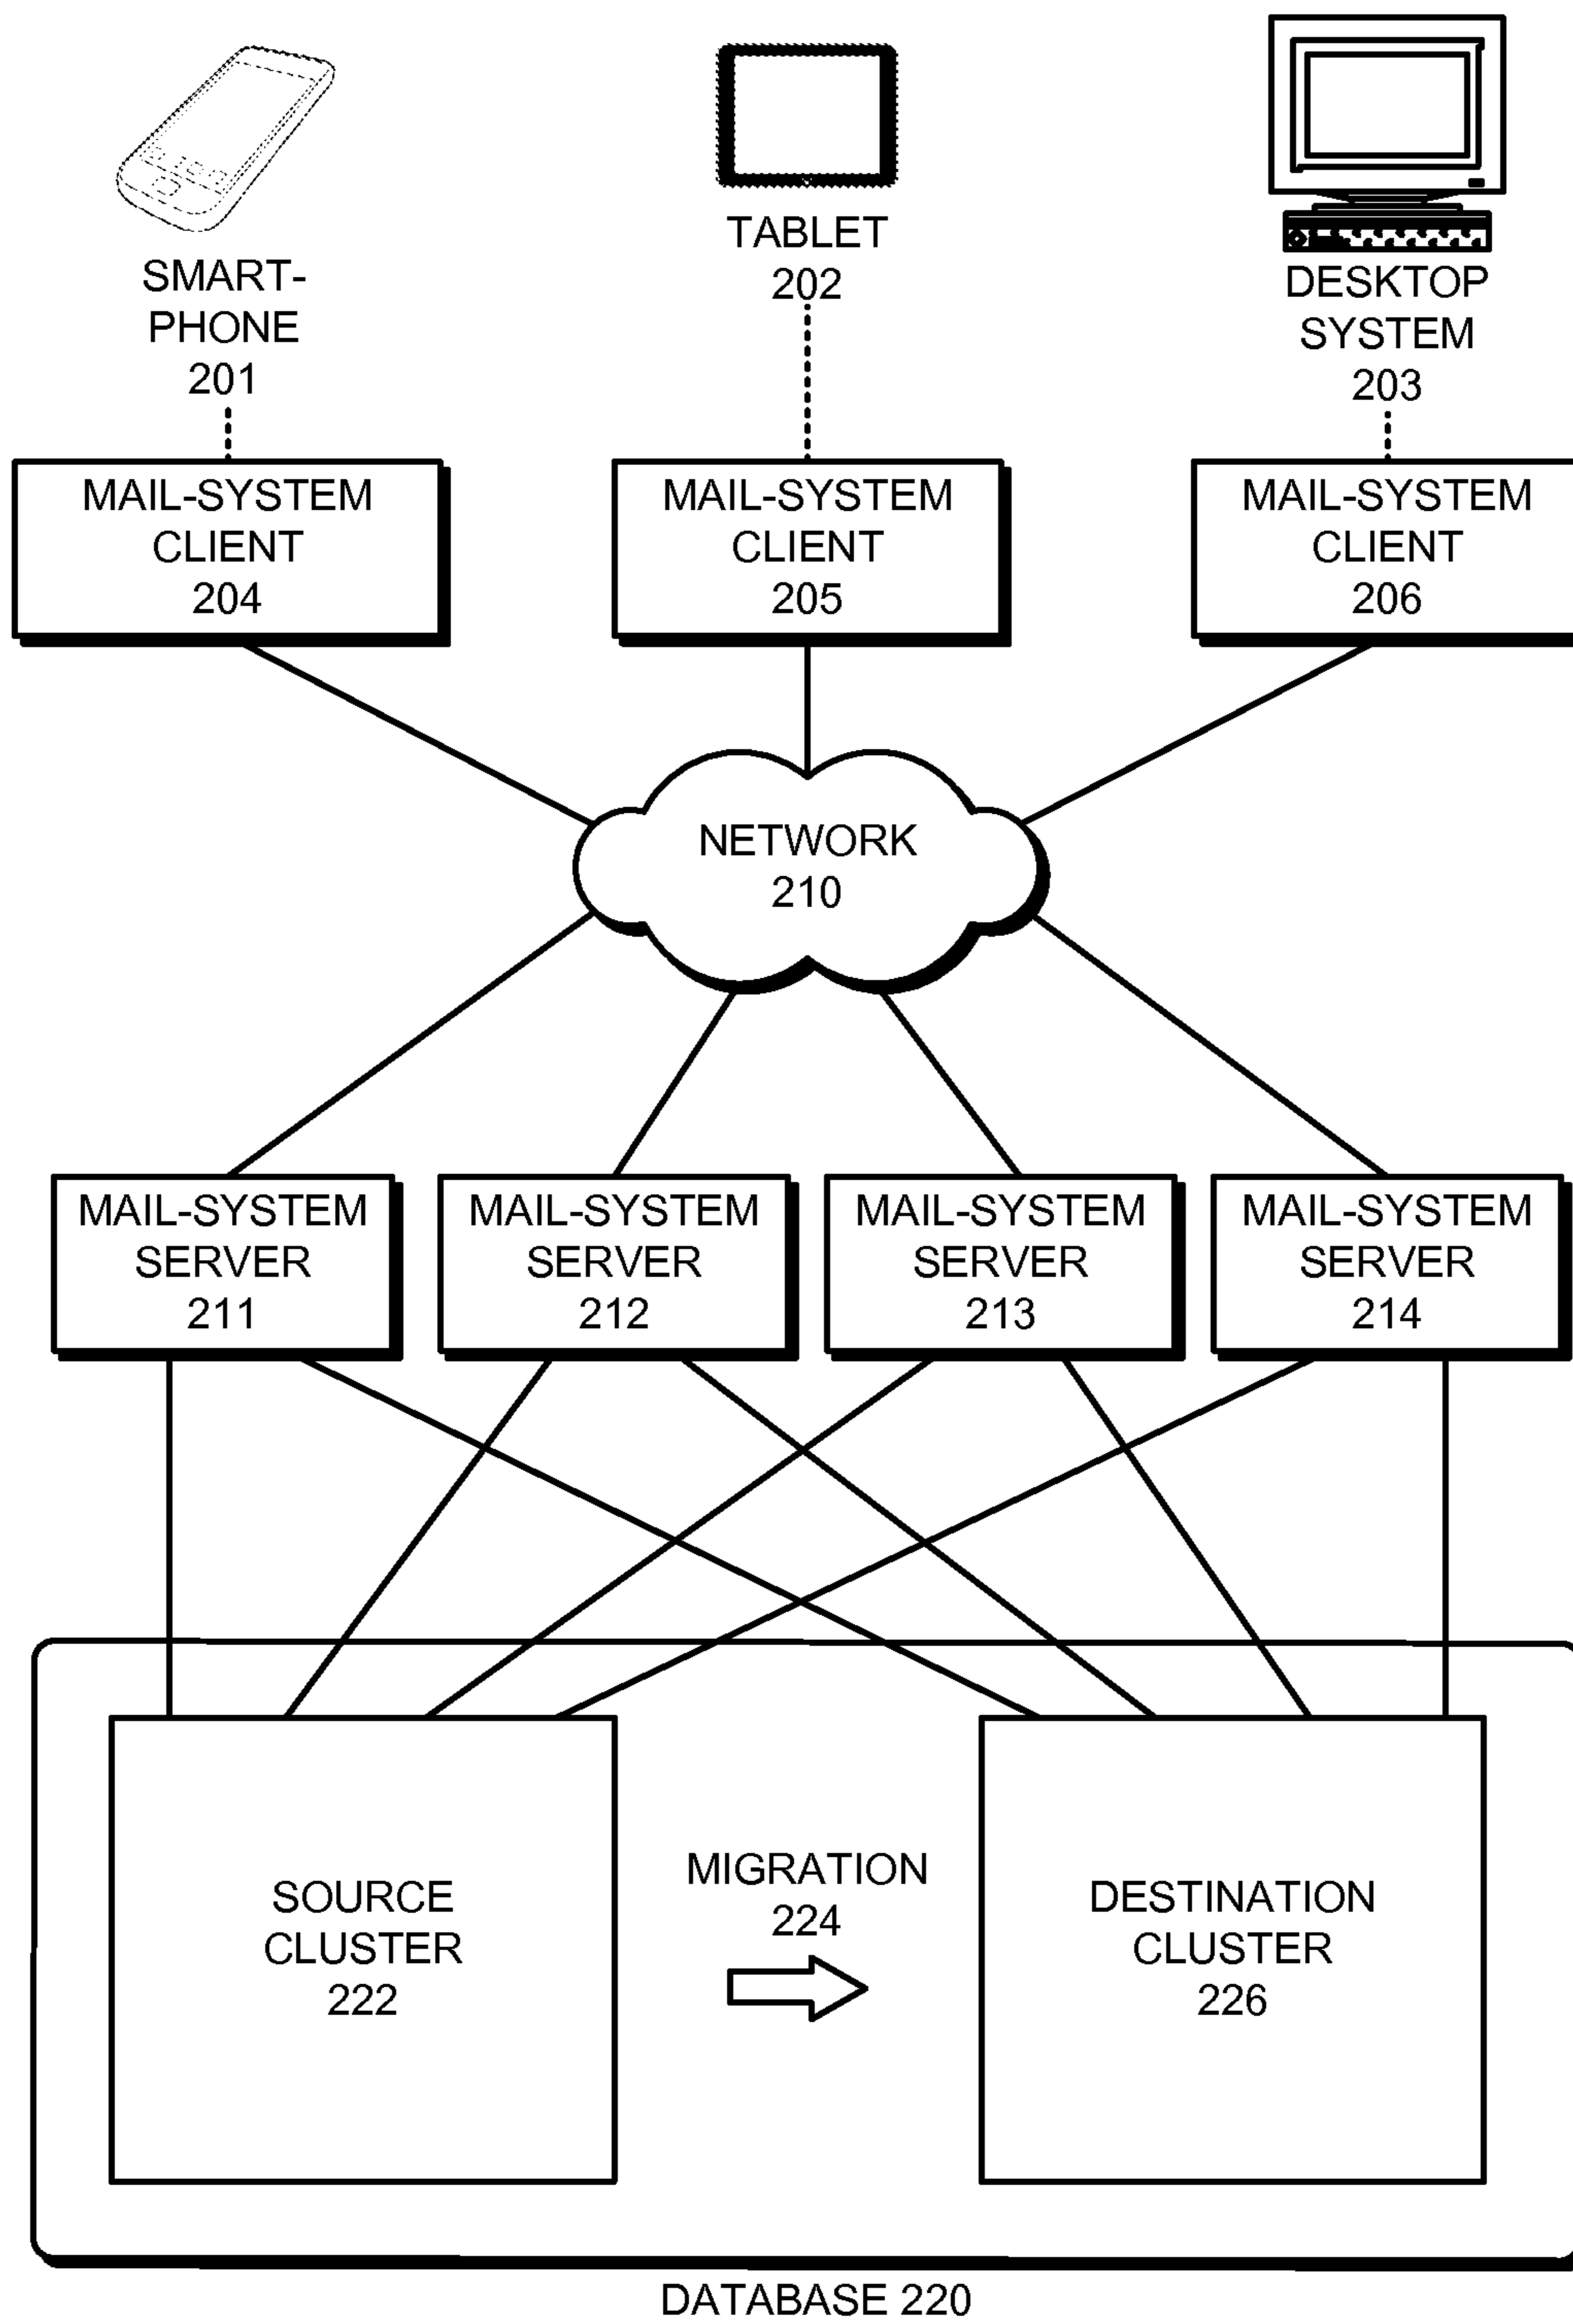 SMART-
PHONE
201
TABLET
202
DESKTOP
SYSTEM
203
MAIL-SYSTEM
CLIENT
204
MAIL-SYSTEM
CLIENT
205
MAIL-SYSTEM
CLIENT
206
NETWORK
210
MAIL-SYSTEM
SERVER
211
MAIL-SYSTEM
SERVER
212
MAIL-SYSTEM
SERVER
213
MAIL-SYSTEM
SERVER
214
SOURCE
CLUSTER
222
MIGRATION
224
DESTINATION
CLUSTER
226
DATABASE 220